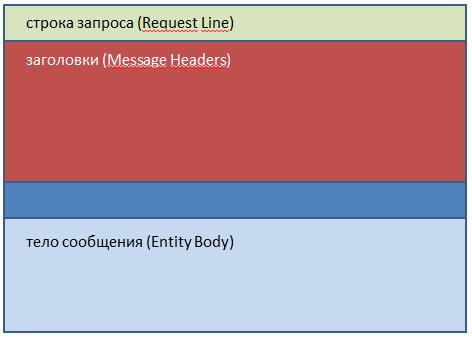 строка запроса (Request Line)
заголовки (Message Headers)
тело сообщения (Entity Body)